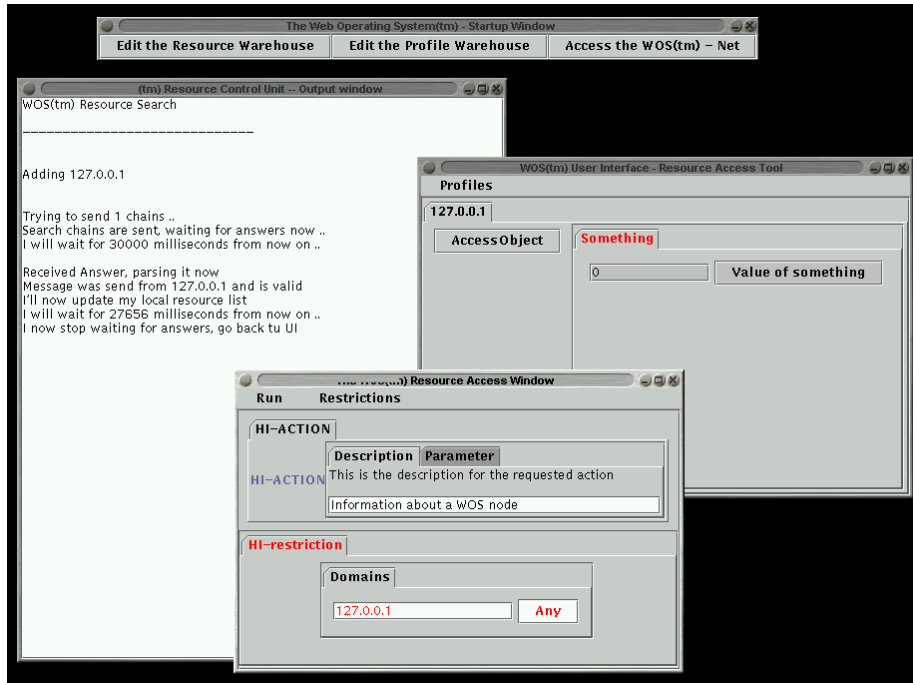 The Web Operating System(tm) - Startup Window
Edit the Resource Warehouse
Edit the Profile Warehouse
Access the WOS(tm) – Net
(tm) Resource Control Unit -- Output window
WOS(tm) Resource Search
-----------------------------
Adding 127.0.0.1
Trying to send 1 chains ..
Search chains are sent, waiting for answers now ..
I will wait for 30000 milliseconds from now on ..
Received Answer, parsing it now
Message was send from 127.0.0.1 and is valid
I'll now update my local resource list
I will wait for 27656 milliseconds from now on ..
I now stop waiting for answers, go back tu UI
WOS(tm) User Interface - Resource Access Tool
Profiles
127.0.0.1
AccessObject
Something
0
Value of something
Resource Access Window
Run
Restrictions
HI–ACTION
Description
Parameter
HI–ACTION
This is the description for the requested action
Information about a WOS node
HI–restriction
Domains
127.0.0.1
Any